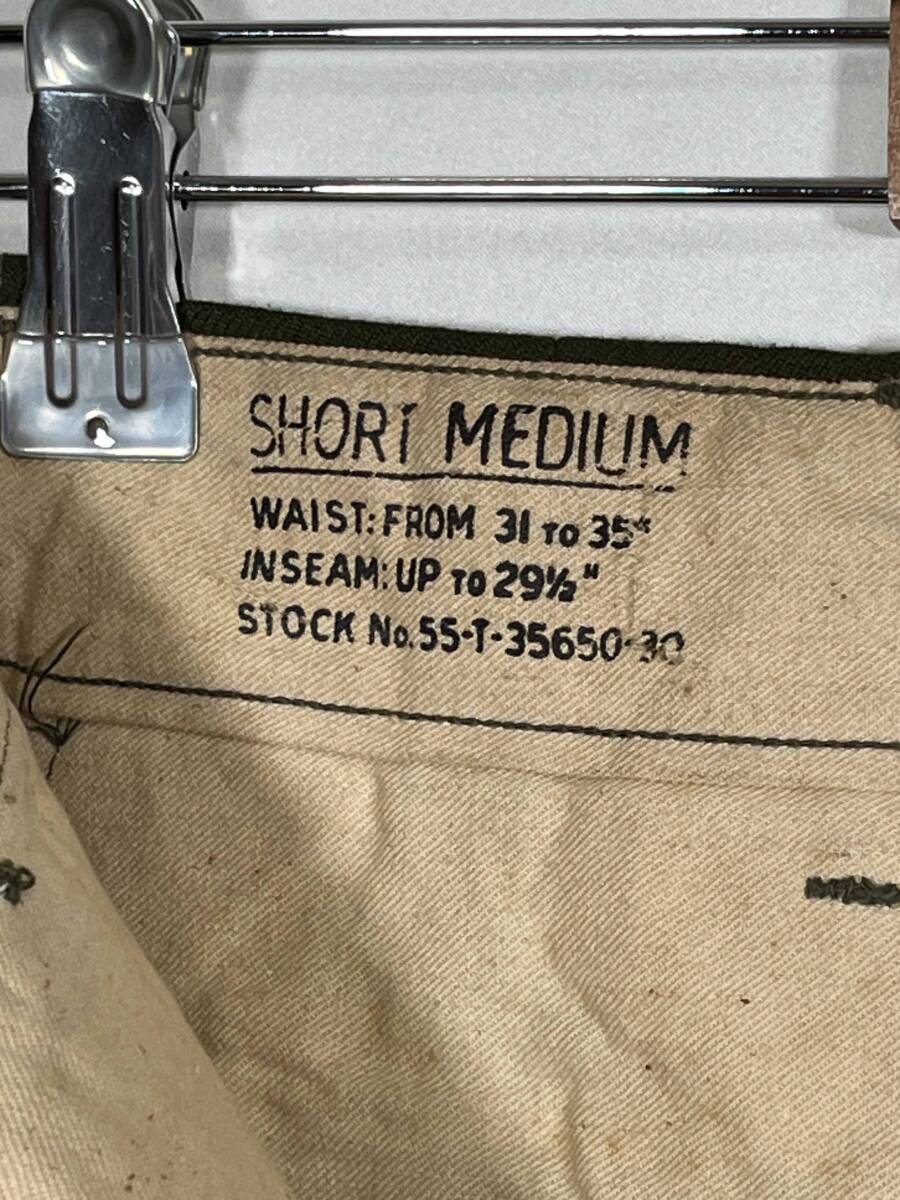 SHORT MEDIUM
WAIST: FROM 31 TO 35"
INSEAM: UP TO 29½"
STOCK No. 55-T-35650-30